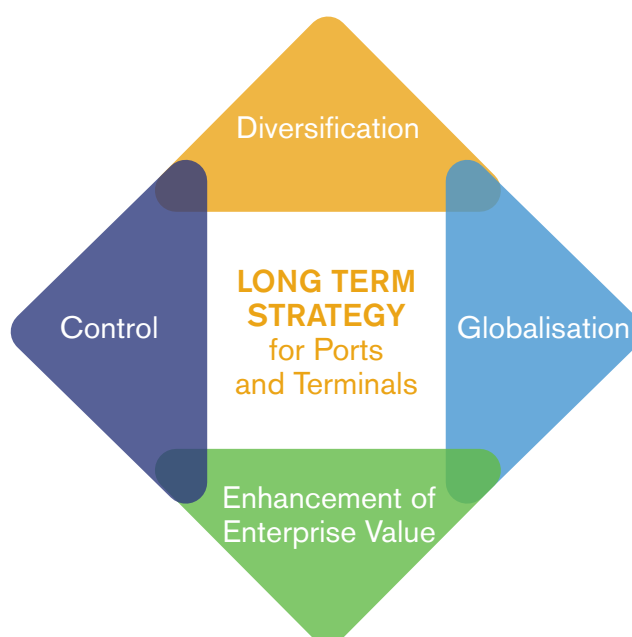 Diversification
Control
LONG TERM
STRATEGY
for Ports
and Terminals
Globalisation
Enhancement of
Enterprise Value